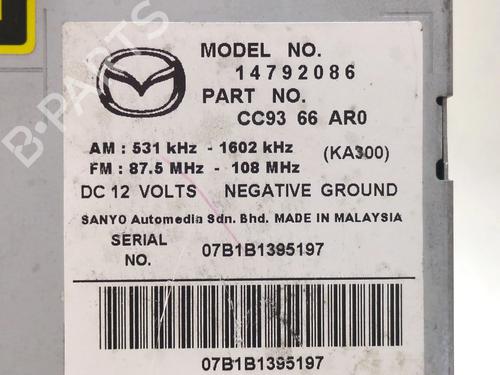 B-PARTS
MODEL NO.
14792086
PART NO.
CC93 66 AR0
AM : 531 kHz - 1602 kHz (KA300)
FM : 87.5 MHz - 108 MHz
DC 12 VOLTS NEGATIVE GROUND
SANYO Automedia Sdn. Bhd. MADE IN MALAYSIA
SERIAL NO. 07B1B1395197
07B1B1395197